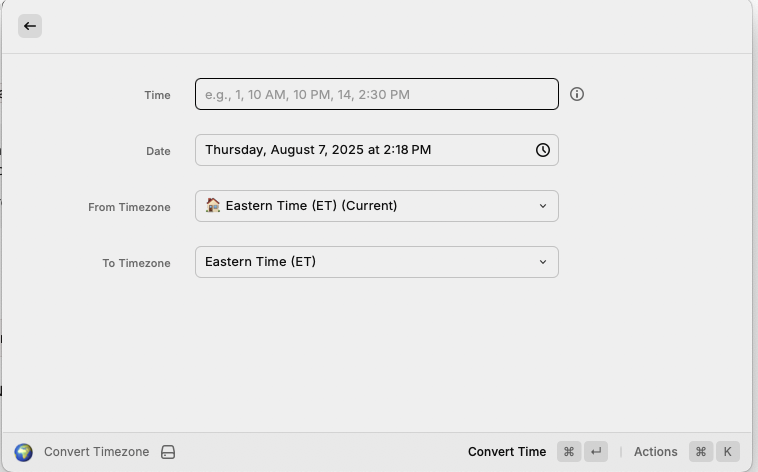 Time
e.g., 1, 10 AM, 10 PM, 14, 2:30 PM
Date
Thursday, August 7, 2025 at 2:18 PM
From Timezone
Eastern Time (ET) (Current)
To Timezone
Eastern Time (ET)
Convert Timezone
Convert Time ⌘ ↵ | Actions ⌘ K